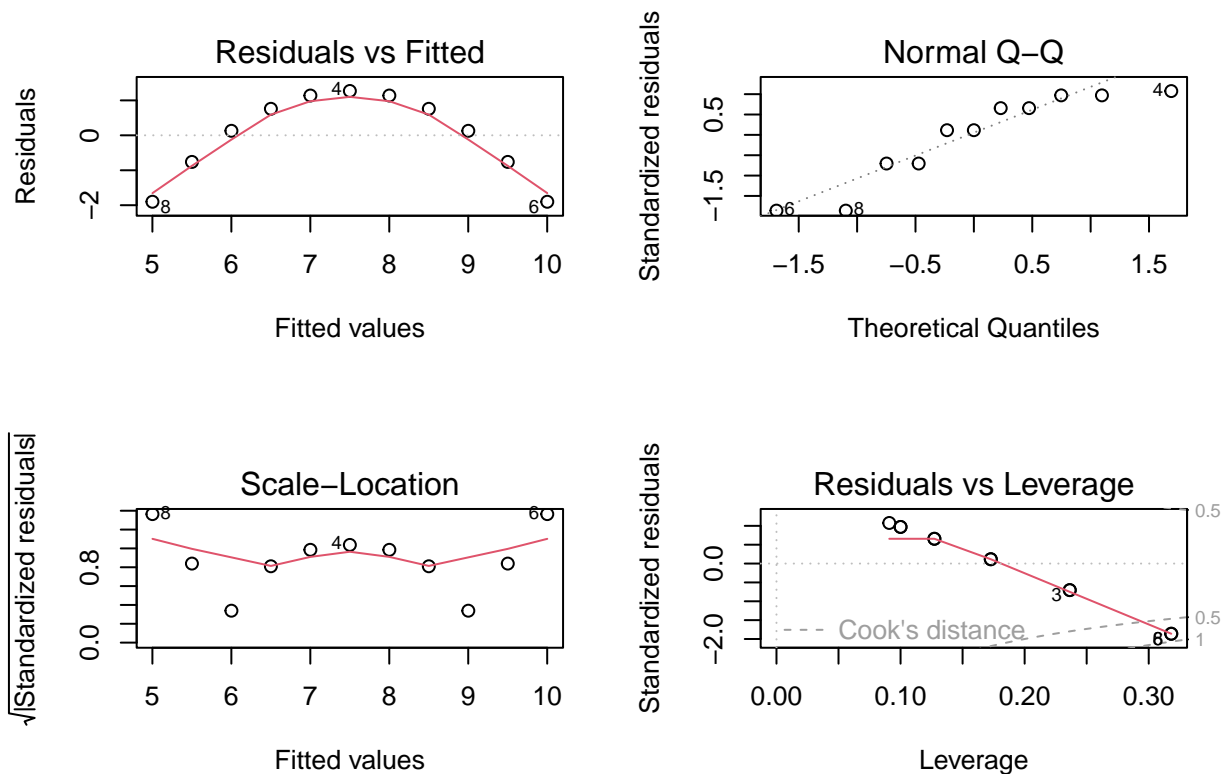 Residuals vs Fitted
Residuals
0
−2
4
8
6
5 6 7 8 9 10
Fitted values
Normal Q−Q
Standardized residuals
0.5
−1.5
4
6
8
−1.5 −0.5 0.5 1.5
Theoretical Quantiles
Scale−Location
√|Standardized residuals|
0.8
0.0
8
4
6
5 6 7 8 9 10
Fitted values
Residuals vs Leverage
Standardized residuals
0.0
−2.0
0.5
3
0.5
Cook's distance
6
1
0.00 0.10 0.20 0.30
Leverage